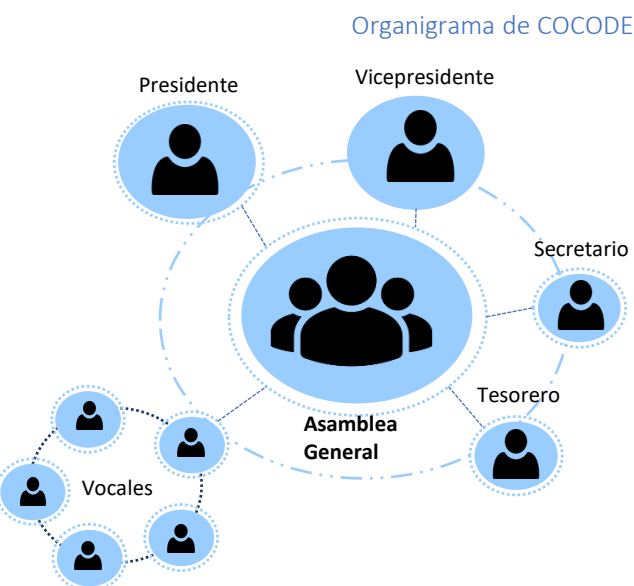 Organigrama de COCODE
Presidente
Vicepresidente
Secretario
Tesorero
Asamblea
General
Vocales